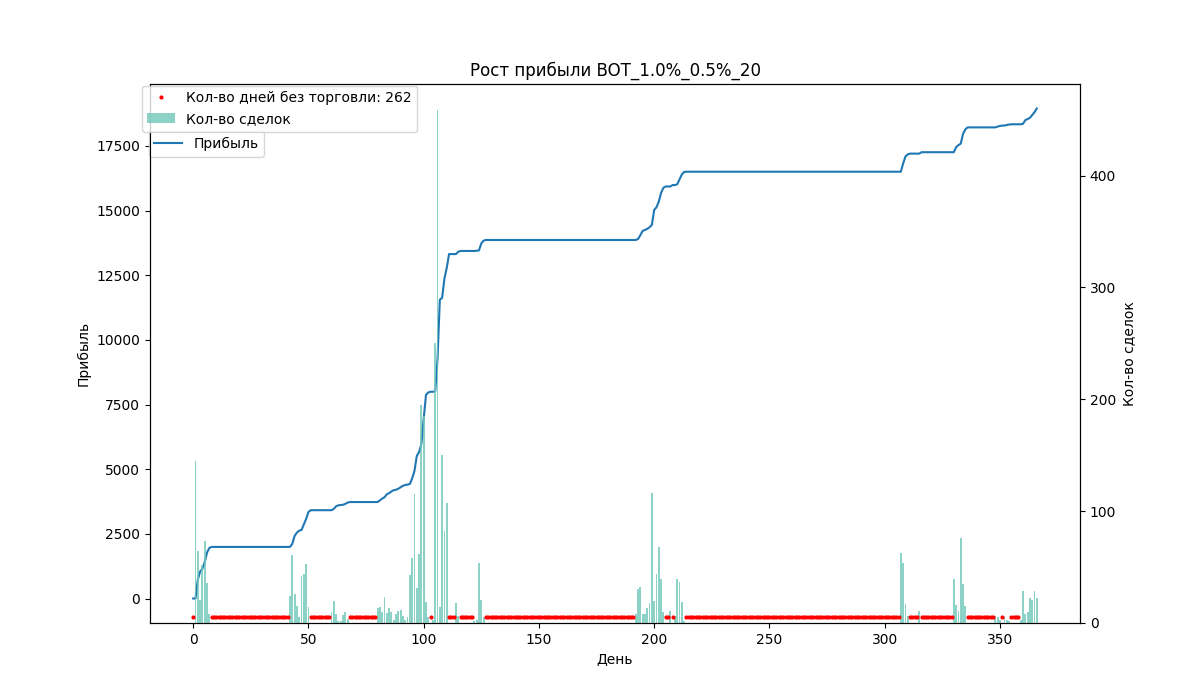 Рост прибыли BOT_1.0%_0.5%_20
Кол-во дней без торговли: 262
Кол-во сделок
Прибыль
17500
15000
12500
10000
7500
5000
2500
0
Прибыль
400
300
200
100
0
Кол-во сделок
0 50 100 150 200 250 300 350
День